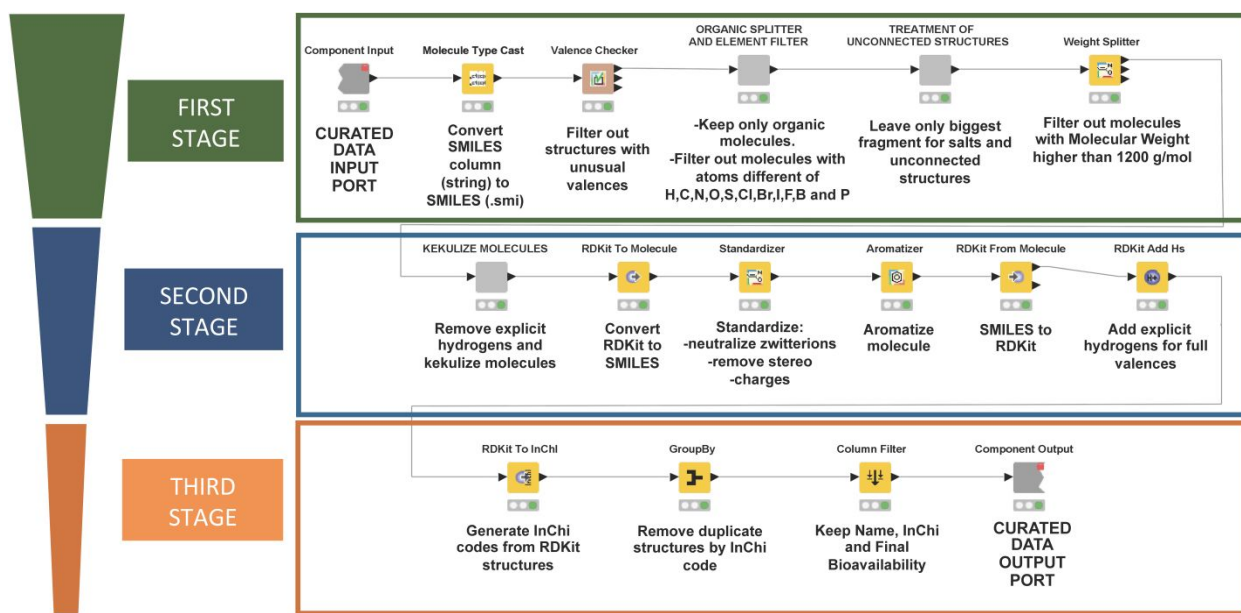 FIRST
STAGE
Component Input
CURATED
DATA
INPUT
PORT
Molecule Type Cast
Convert
SMILES
column
(string) to
SMILES (.smi)
Valence Checker
Filter out
structures with
unusual
valences
ORGANIC SPLITTER
AND ELEMENT FILTER
-Keep only organic
molecules.
-Filter out molecules with
atoms different of
H,C,N,O,S,Cl,Br,I,F,B and P
TREATMENT OF
UNCONNECTED STRUCTURES
Leave only biggest
fragment for salts and
unconnected
structures
Weight Splitter
Filter out molecules
with Molecular Weight
higher than 1200 g/mol
SECOND
STAGE
KEKULIZE MOLECULES
Remove explicit
hydrogens and
kekulize molecules
RDKit To Molecule
Convert
RDKit to
SMILES
Standardizer
Standardize:
-neutralize zwitterions
-remove stereo
-charges
Aromatizer
Aromatize
molecule
RDKit From Molecule
SMILES to
RDKit
RDKit Add Hs
Add explicit
hydrogens for full
valences
THIRD
STAGE
RDKit To InChI
Generate InChi
codes from RDKit
structures
GroupBy
Remove duplicate
structures by InChi
code
Column Filter
Keep Name, InChi
and Final
Bioavailability
Component Output
CURATED
DATA
OUTPUT
PORT